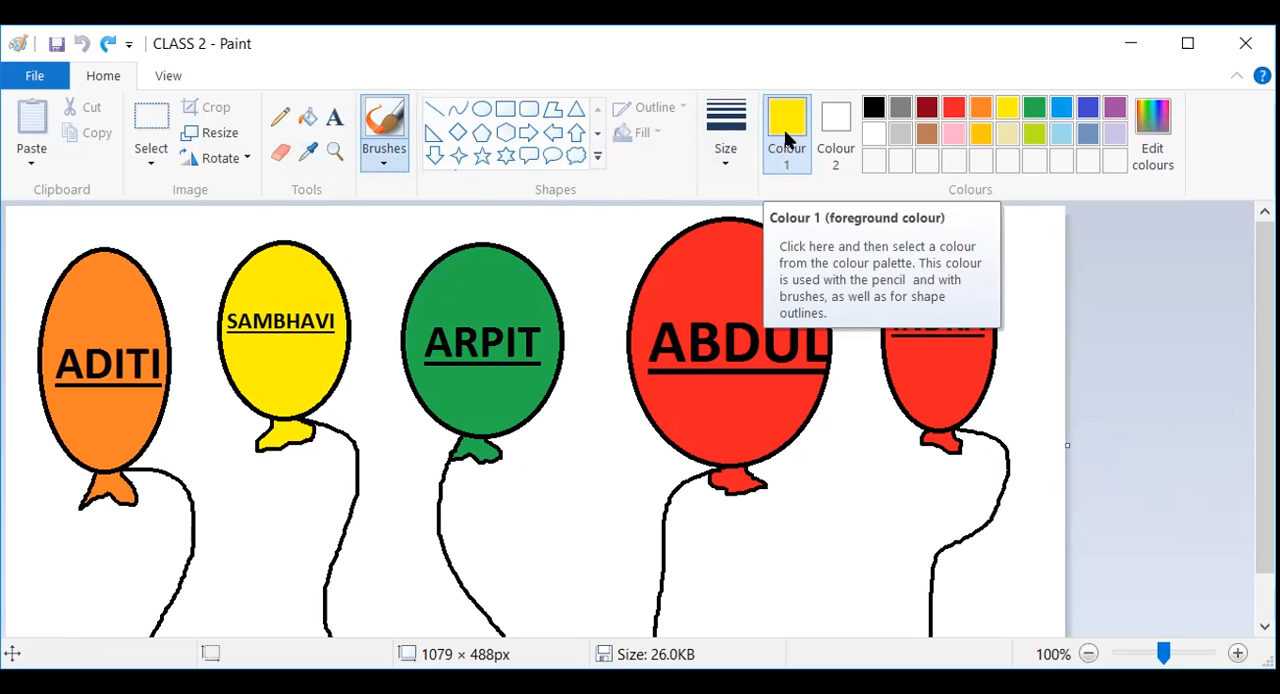 CLASS 2 - Paint
File Home View
Paste
Cut
Copy
Clipboard
Select
Crop
Resize
Rotate
Image
A
Tools
Brushes
Outline
Fill
Shapes
Size
Colour 1
Colour 2
Edit colours
Colours
Colour 1 (foreground colour)
Click here and then select a colour
from the colour palette. This colour
is used with the pencil and with
brushes, as well as for shape
outlines.
ADITI
SAMBHAVI
ARPIT
ABDUL
1079 × 488px
Size: 26.0KB
100%